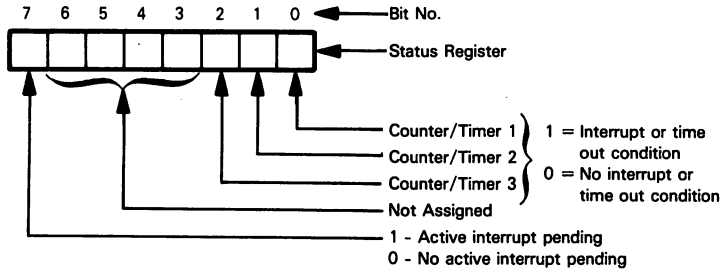 7 6 5 4 3 2 1 0 Bit No.
Status Register
Counter/Timer 1
Counter/Timer 2
Counter/Timer 3
1 = Interrupt or time
out condition
0 = No interrupt or
time out condition
Not Assigned
1 - Active interrupt pending
0 - No active interrupt pending